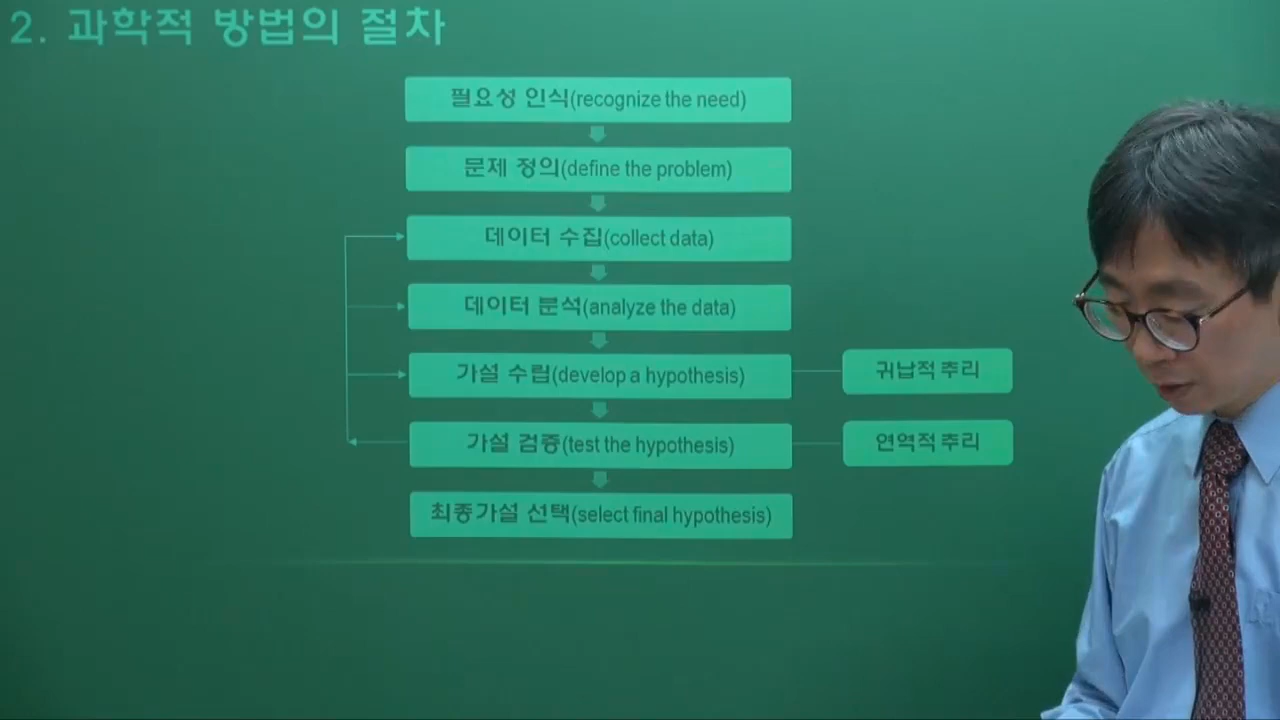 2. 과학적 방법의 절차
필요성 인식(recognize the need)
문제 정의(define the problem)
데이터 수집(collect data)
데이터 분석(analyze the data)
가설 수립(develop a hypothesis)
귀납적 추리
가설 검증(test the hypothesis)
연역적 추리
최종가설 선택(select final hypothesis)